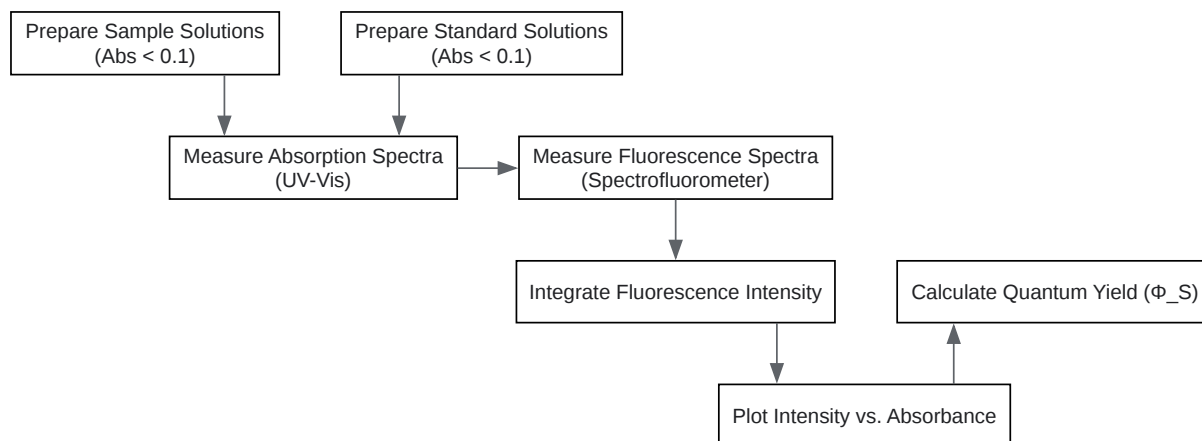 Prepare Sample Solutions
(Abs < 0.1)
Prepare Standard Solutions
(Abs < 0.1)
Measure Absorption Spectra
(UV-Vis)
Measure Fluorescence Spectra
(Spectrofluorometer)
Integrate Fluorescence Intensity
Calculate Quantum Yield (Φ_S)
Plot Intensity vs. Absorbance